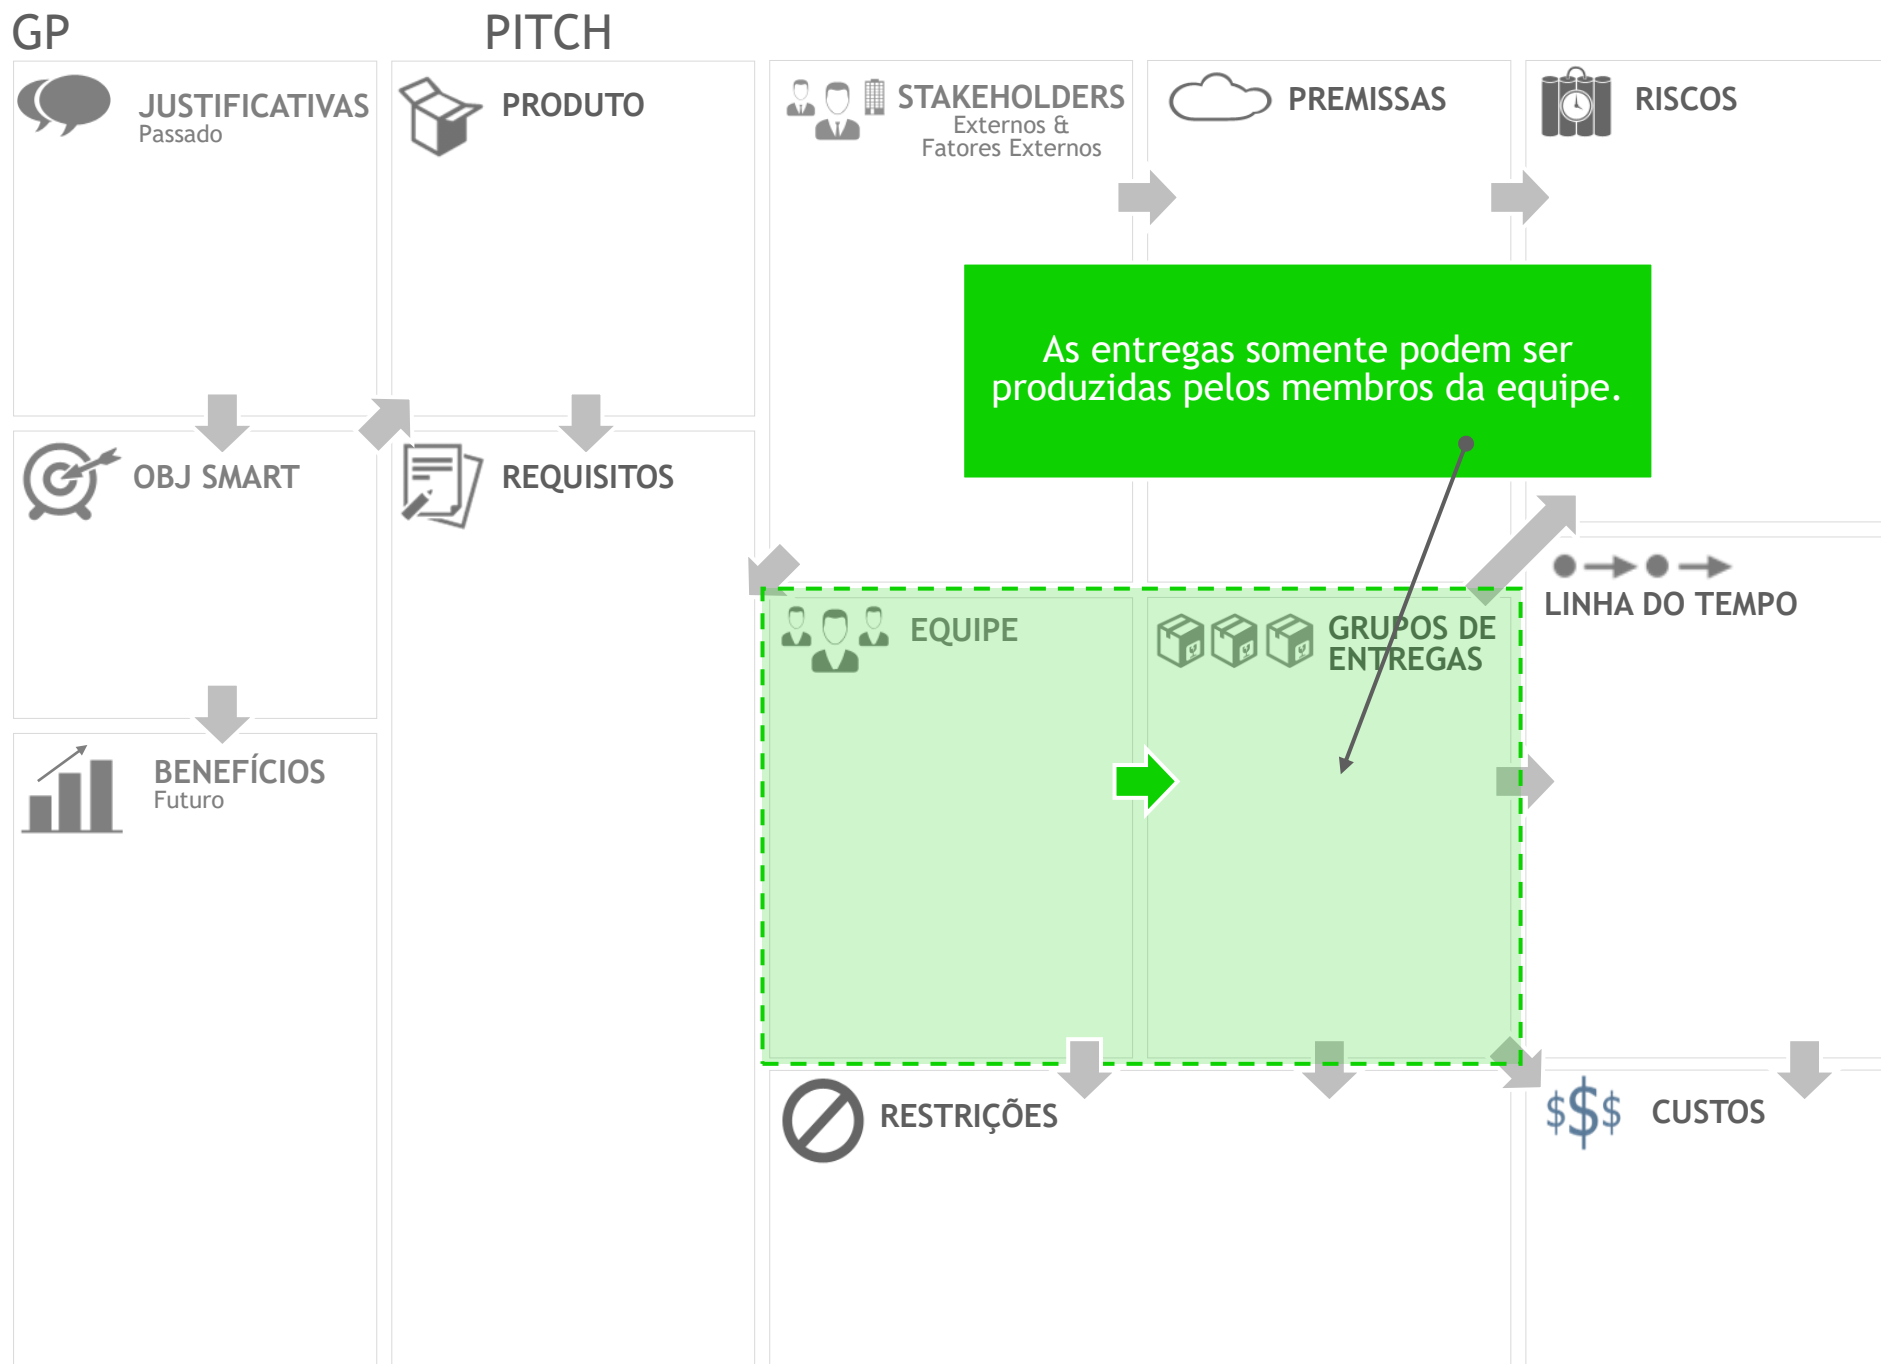 GP
PITCH
JUSTIFICATIVAS
Passado
PRODUTO
STAKEHOLDERS
Externos &
Fatores Externos
PREMISSAS
RISCOS
As entregas somente podem ser
produzidas pelos membros da equipe.
OBJ SMART
REQUISITOS
LINHA DO TEMPO
EQUIPE
GRUPOS DE
ENTREGAS
BENEFÍCIOS
Futuro
RESTRIÇÕES
$$$ CUSTOS